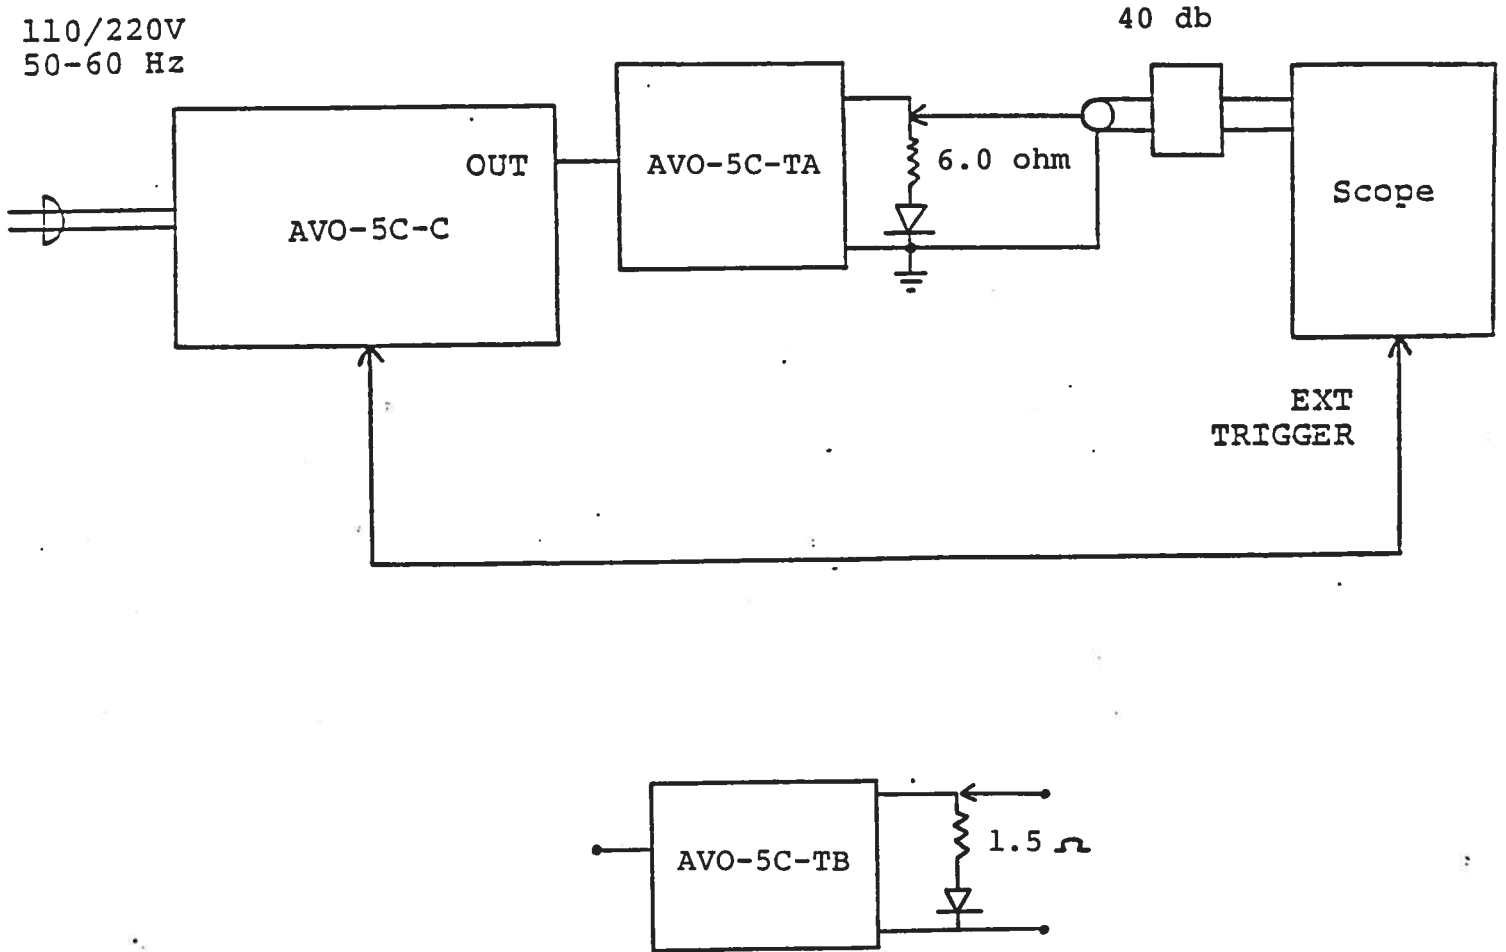 40 db
110/220V
50-60 Hz
OUT
AVO-5C-TA
6.0 ohm
Scope
AVO-5C-C
EXT
TRIGGER
1.5 Ω
AVO-5C-TB